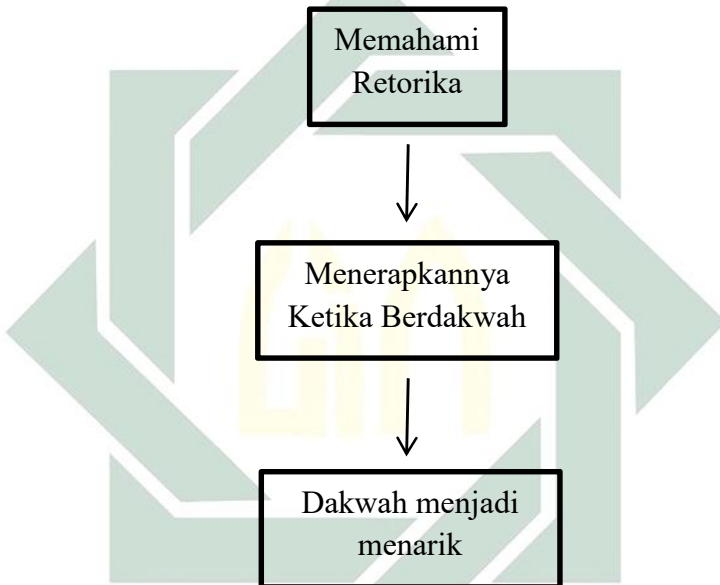 Memahami
Retorika
Menerapkannya
Ketika Berdakwah
Dakwah menjadi
menarik